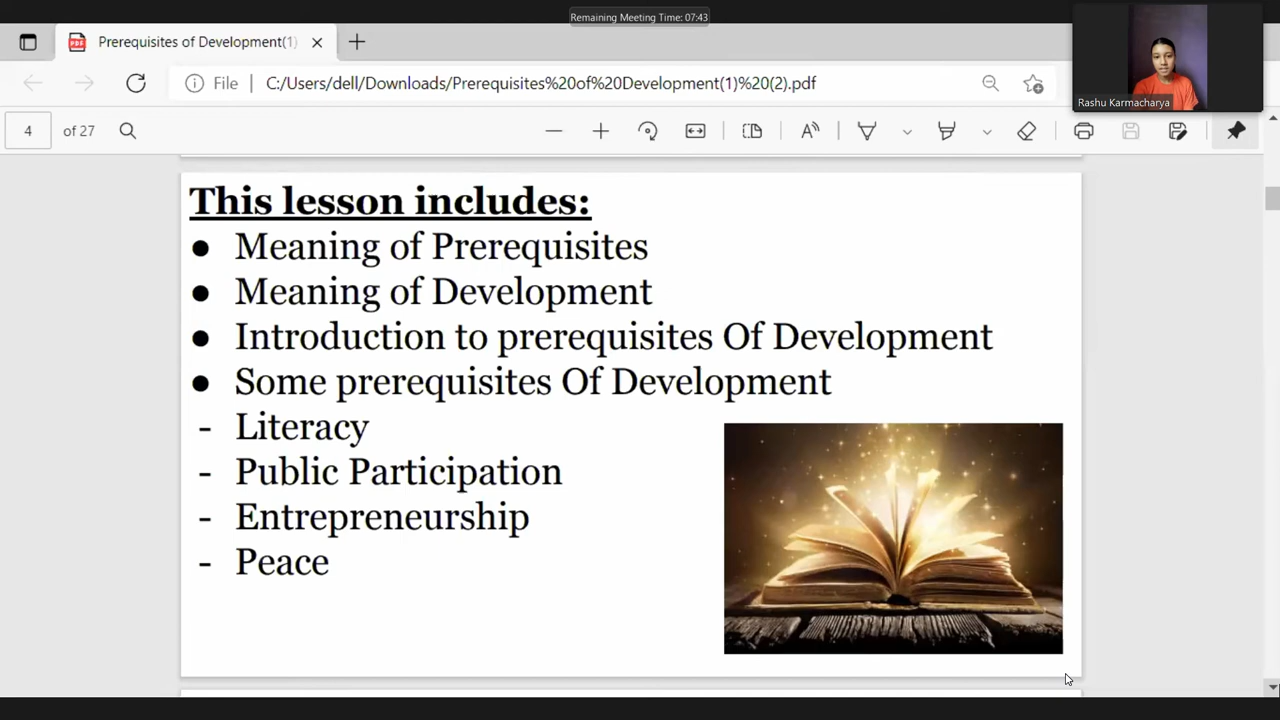 Remaining Meeting Time: 07:43
Prerequisites of Development(1)
Rashu Karmacharya
File
C:/Users/dell/Downloads/Prerequisites%20of%20Development(1)%20(2).pdf
4 of 27
This lesson includes:
● Meaning of Prerequisites
● Meaning of Development
● Introduction to prerequisites Of Development
● Some prerequisites Of Development
- Literacy
- Public Participation
- Entrepreneurship
- Peace